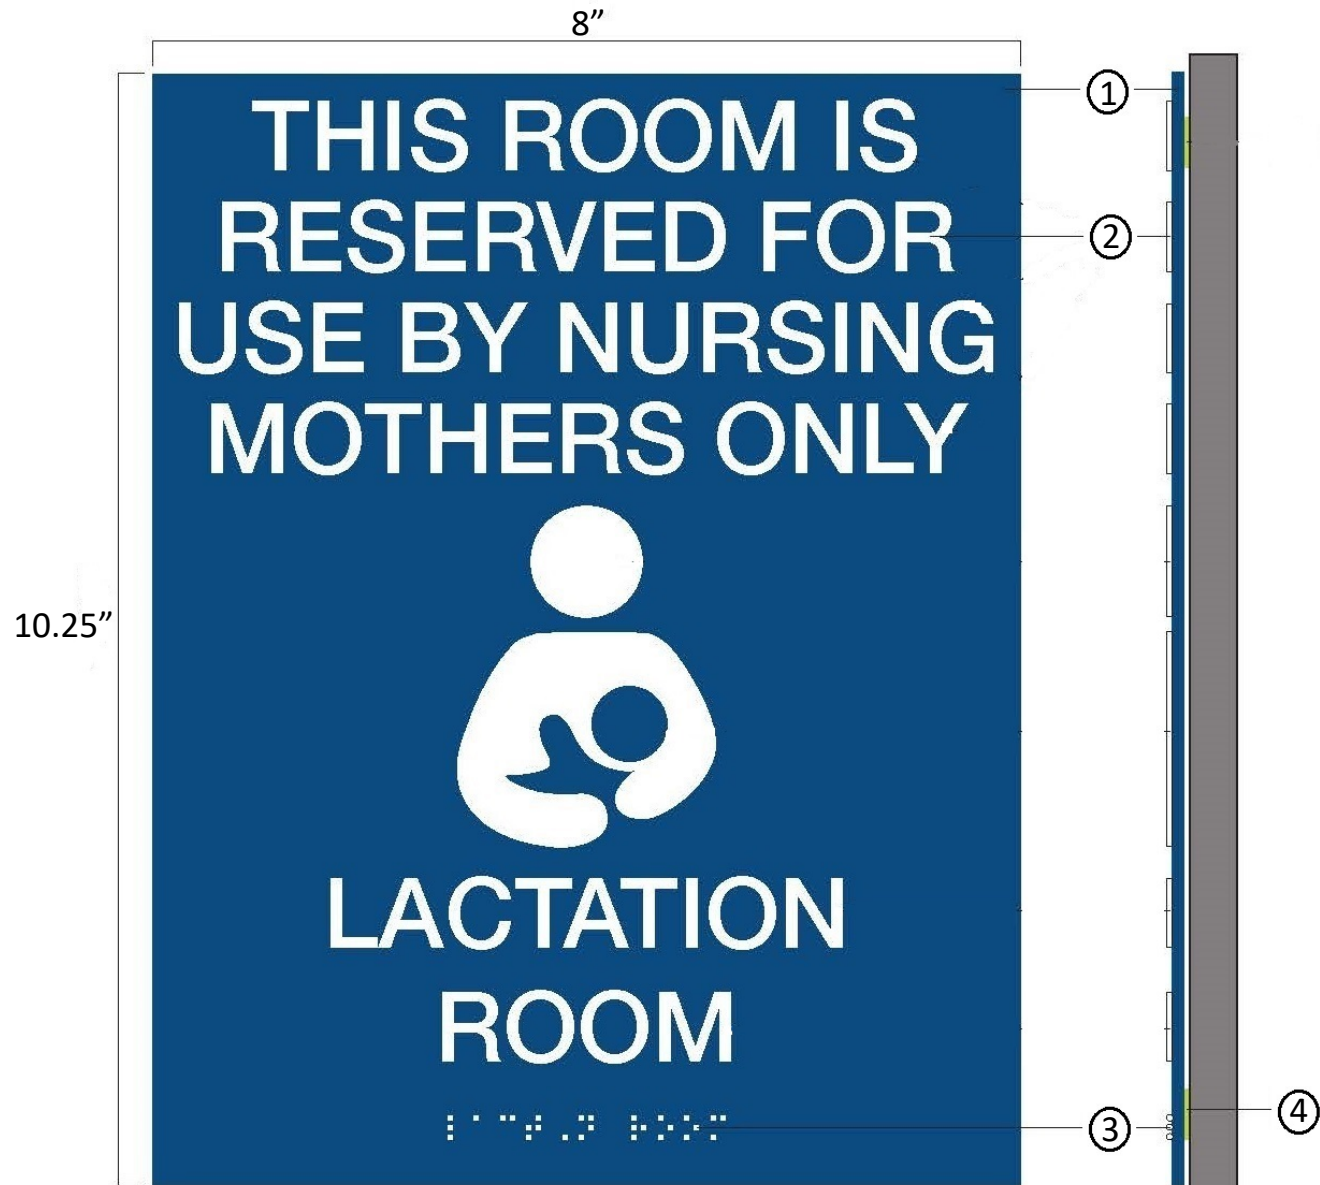 8”
10.25”
THIS ROOM IS
RESERVED FOR
USE BY NURSING
MOTHERS ONLY
LACTATION
ROOM
⠇⠁⠉⠞⠠⠝ ⠗⠕⠕⠍
1
2
3
4